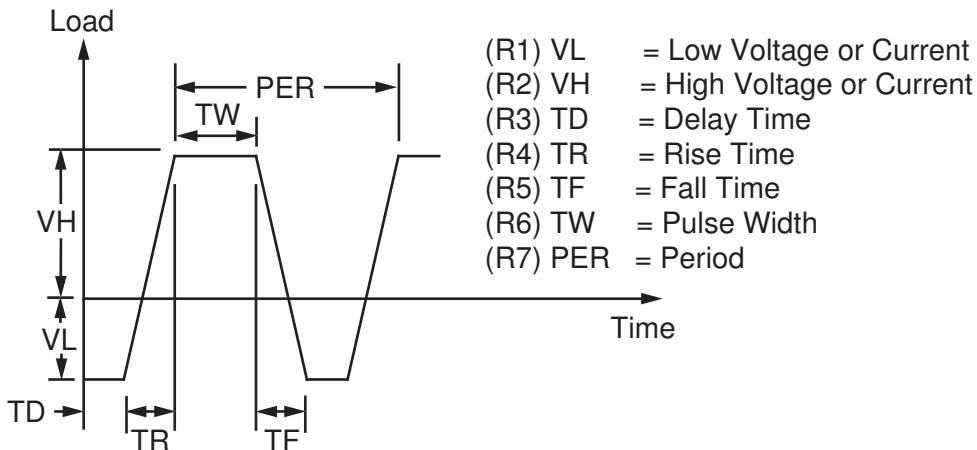 Load
PER
TW
VH
VL
Time
TD
TR
TF
(R1) VL = Low Voltage or Current
(R2) VH = High Voltage or Current
(R3) TD = Delay Time
(R4) TR = Rise Time
(R5) TF = Fall Time
(R6) TW = Pulse Width
(R7) PER = Period